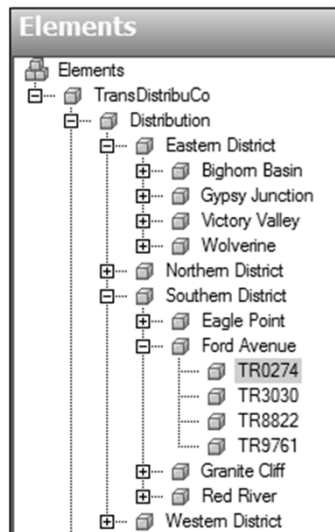 Elements
Elements
TransDistribuCo
Distribution
Eastern District
Bighorn Basin
Gypsy Junction
Victory Valley
Wolverine
Northern District
Southern District
Eagle Point
Ford Avenue
TR0274
TR3030
TR8822
TR9761
Granite Cliff
Red River
Western District